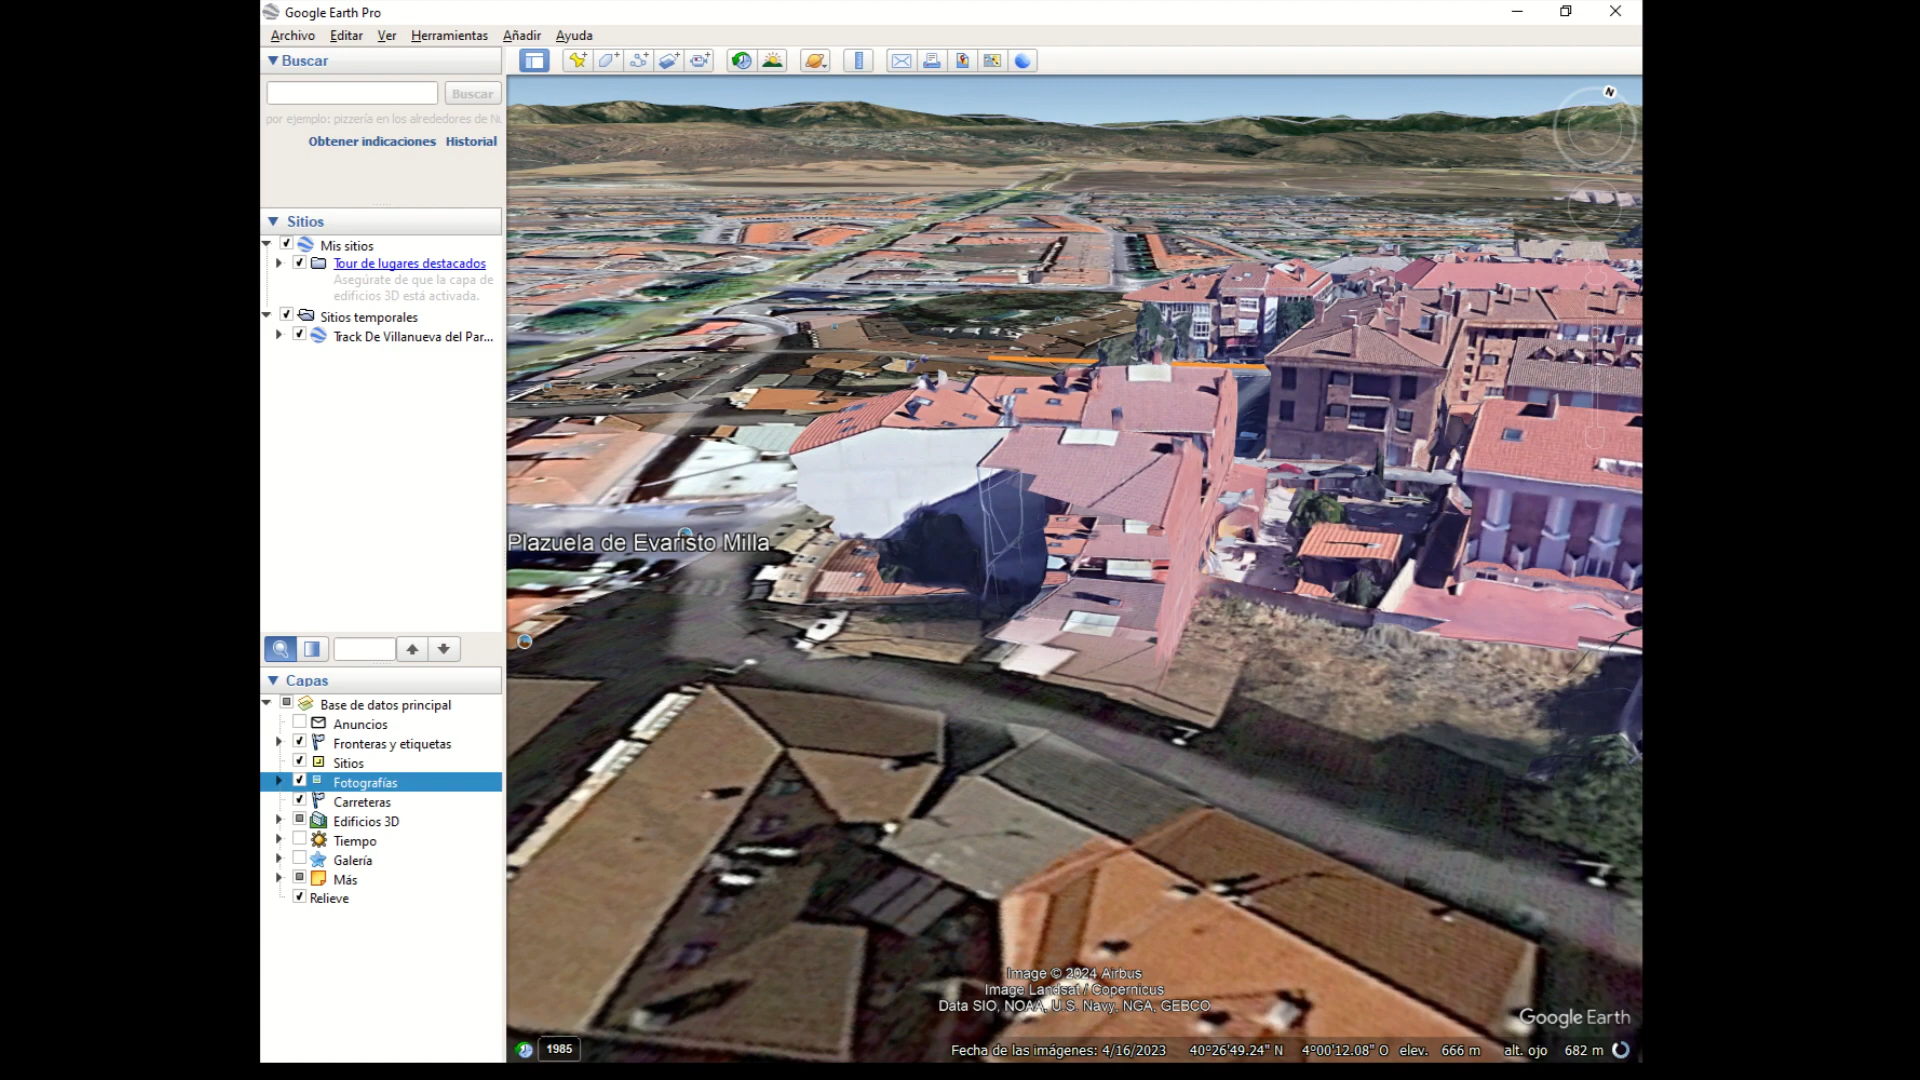 Google Earth Pro
Archivo Editar Ver Herramientas Añadir Ayuda
Buscar
Buscar
por ejemplo: pizzería en los alrededores de Nu
Obtener indicaciones Historial
Sitios
Mis sitios
Tour de lugares destacados
Asegúrate de que la capa de
edificios 3D está activada.
Sitios temporales
Track De Villanueva del Par...
Capas
Base de datos principal
Anuncios
Fronteras y etiquetas
Sitios
Fotografías
Carreteras
Edificios 3D
Tiempo
Galería
Más
Relieve
N
Plazuela de Evaristo Milla
Image © 2024 Airbus
Image Landsat / Copernicus
Data SIO, NOAA, U.S. Navy, NGA, GEBCO
Google Earth
1985
Fecha de las imágenes: 4/16/2023 40°26'49.24" N 4°00'12.08" O elev. 666 m alt. ojo 682 m